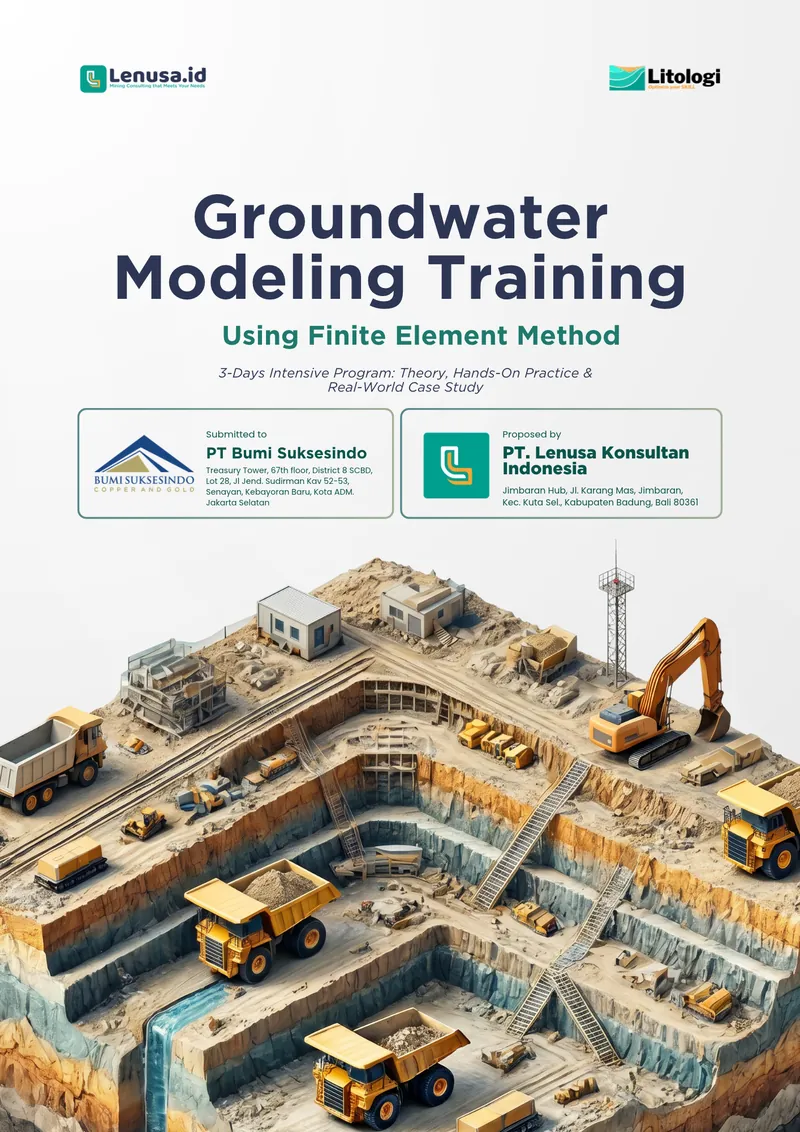 Lenusa.id
Mining Consulting that Meets Your Needs
Litologi
Optimize your SKILL
Groundwater
Modeling Training
Using Finite Element Method
3-Days Intensive Program: Theory, Hands-On Practice &
Real-World Case Study
BUMI SUKSESINDO
COPPER AND GOLD
Submitted to
PT Bumi Suksesindo
Treasury Tower, 67th floor, District 8 SCBD,
Lot 28, Jl Jend. Sudirman Kav 52-53,
Senayan, Kebayoran Baru, Kota ADM.
Jakarta Selatan
Proposed by
PT. Lenusa Konsultan
Indonesia
Jimbaran Hub, Jl. Karang Mas, Jimbaran,
Kec. Kuta Sel., Kabupaten Badung, Bali 80361